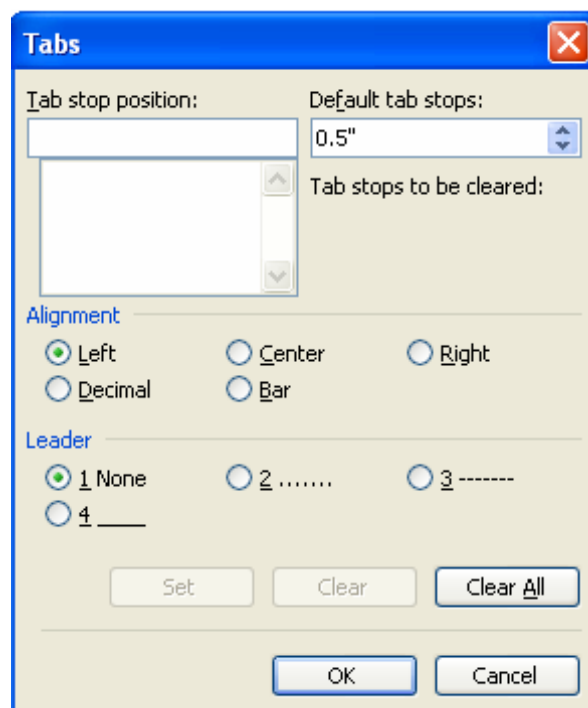 Tabs
Tab stop position: Default tab stops:
0.5"
Tab stops to be cleared:
Alignment
Left Center Right
Decimal Bar
Leader
1 None 2 ....... 3 -------
4 ____
Set Clear Clear All
OK Cancel